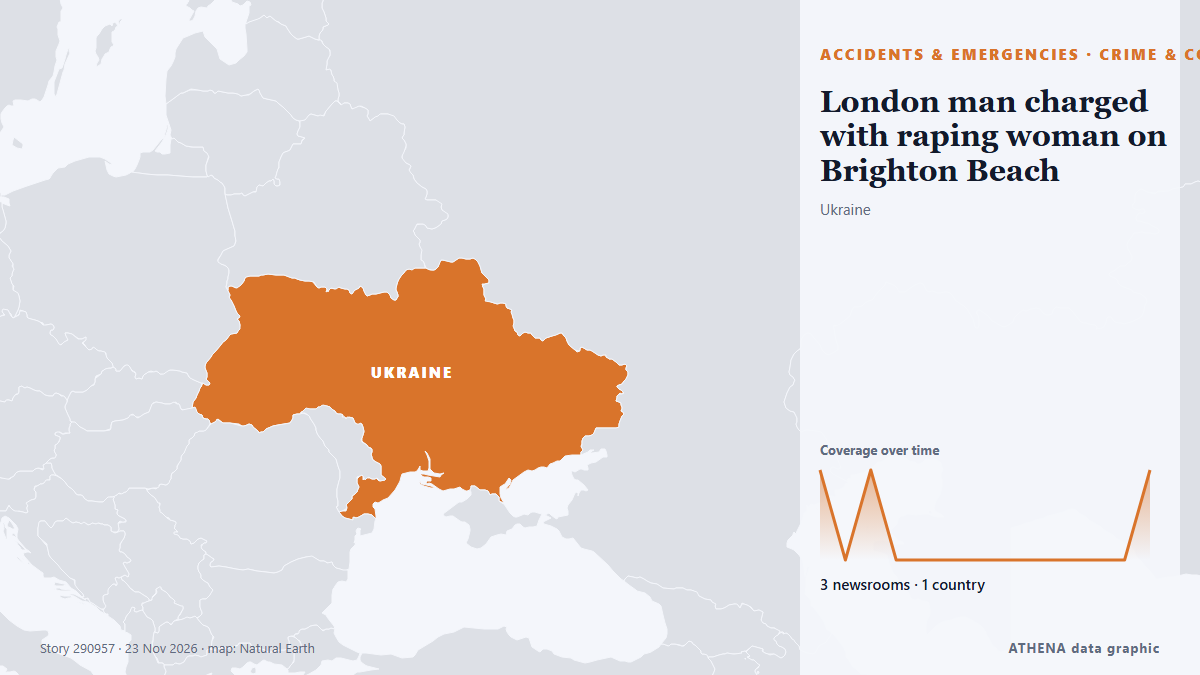 ACCIDENTS & EMERGENCIES · CRIME &
London man charged
with raping woman on
Brighton Beach
Ukraine
UKRAINE
Coverage over time
3 newsrooms · 1 country
Story 290957 · 23 Nov 2026 · map: Natural Earth
ATHENA data graphic